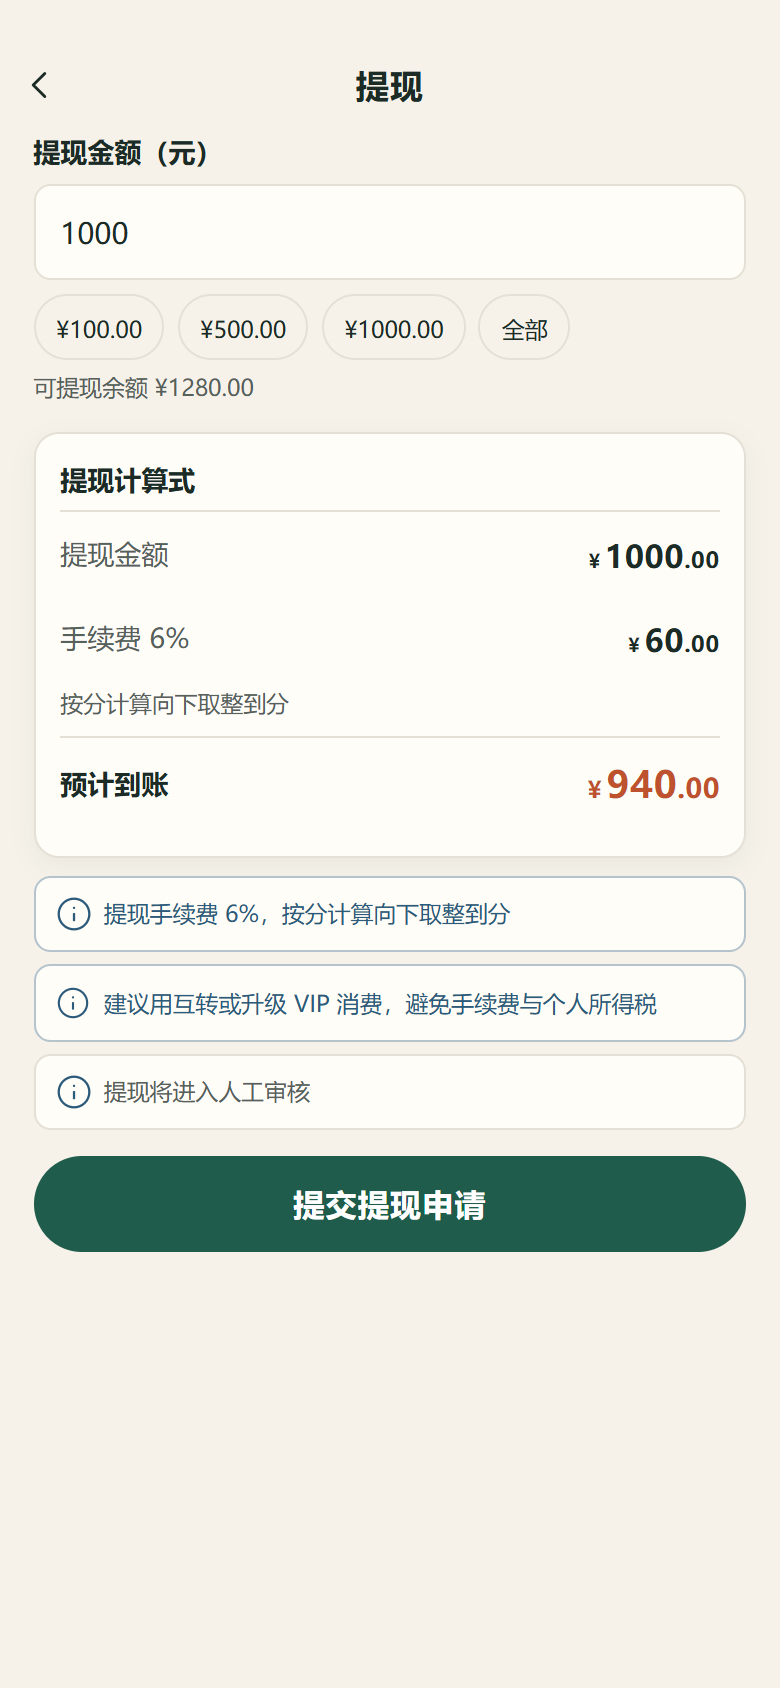 提现
提现金额（元）
1000
¥100.00 ¥500.00 ¥1000.00 全部
可提现余额 ¥1280.00
提现计算式
提现金额 ¥1000.00
手续费 6% ¥60.00
按分计算向下取整到分
预计到账 ¥940.00
提现手续费 6%，按分计算向下取整到分
建议用互转或升级 VIP 消费，避免手续费与个人所得税
提现将进入人工审核
提交提现申请